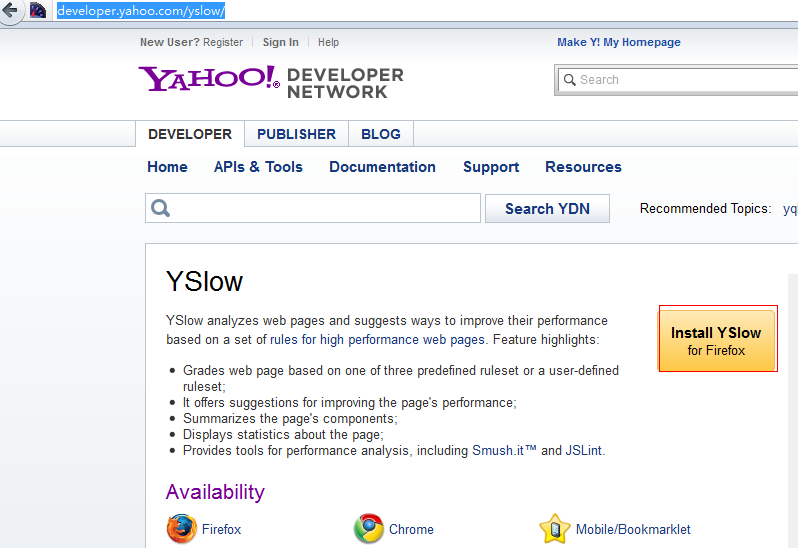 developer.yahoo.com/yslow/
New User? Register Sign In Help
Make Y! My Homepage
YAHOO!® DEVELOPER NETWORK
Search
DEVELOPER PUBLISHER BLOG
Home APIs & Tools Documentation Support Resources
Search YDN
Recommended Topics: yq
YSlow
YSlow analyzes web pages and suggests ways to improve their performance
based on a set of rules for high performance web pages. Feature highlights:
Install YSlow
for Firefox
• Grades web page based on one of three predefined ruleset or a user-defined
ruleset;
• It offers suggestions for improving the page's performance;
• Summarizes the page's components;
• Displays statistics about the page;
• Provides tools for performance analysis, including Smush.it™ and JSLint.
Availability
Firefox Chrome Mobile/Bookmarklet